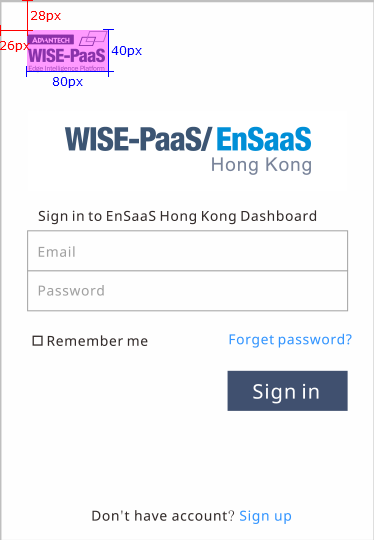 28px
26px
ADVANTECH
WISE-PaaS
Edge Intelligence Platform
40px
80px
WISE-PaaS/ EnSaaS
Hong Kong
Sign in to EnSaaS Hong Kong Dashboard
Email
Password
Remember me
Forget password?
Sign in
Don't have account? Sign up